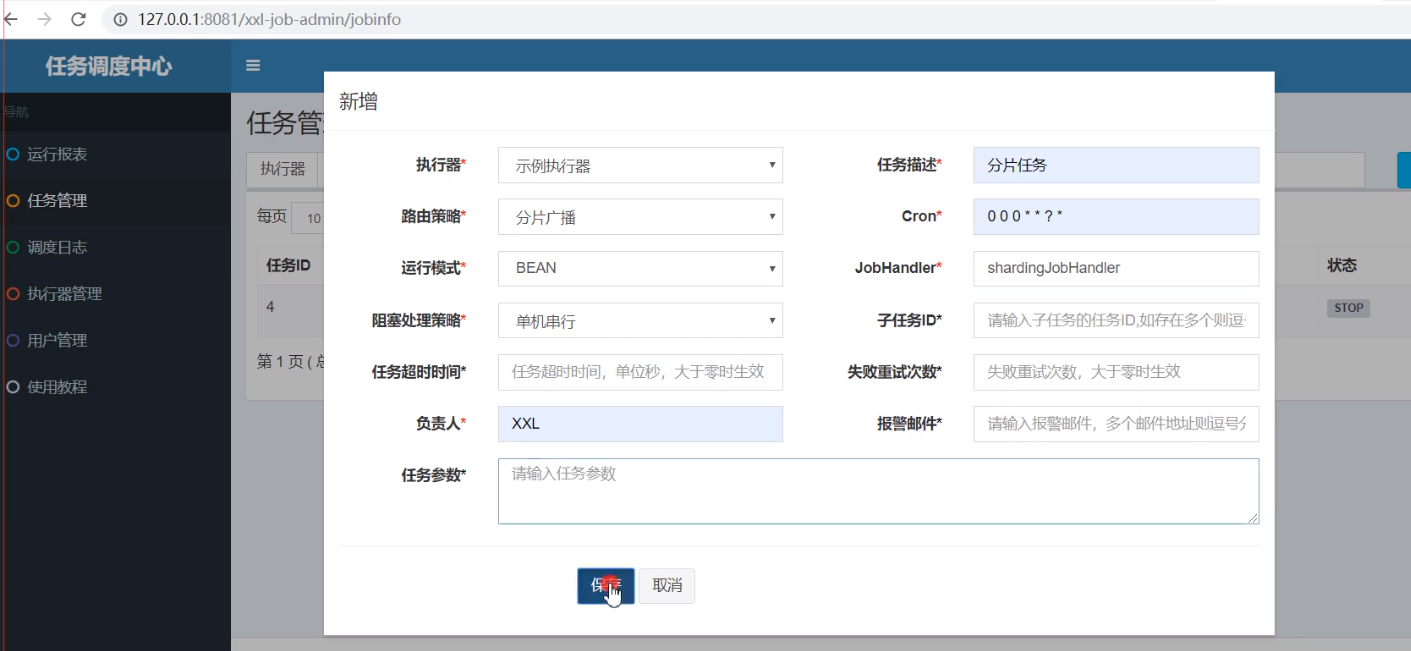 127.0.0.1:8081/xxl-job-admin/jobinfo
任务调度中心
导航
运行报表
任务管理
调度日志
执行器管理
用户管理
使用教程
任务管
执行器
每页 10
任务ID
4
第 1 页 ( 总
状态
STOP
新增
执行器* 示例执行器 任务描述* 分片任务
路由策略* 分片广播 Cron* 0 0 0 * * ? *
运行模式* BEAN JobHandler* shardingJobHandler
阻塞处理策略* 单机串行 子任务ID* 请输入子任务的任务ID,如存在多个则逗
任务超时时间* 任务超时时间，单位秒，大于零时生效 失败重试次数* 失败重试次数，大于零时生效
负责人* XXL 报警邮件* 请输入报警邮件，多个邮件地址则逗号分
任务参数* 请输入任务参数
保存 取消